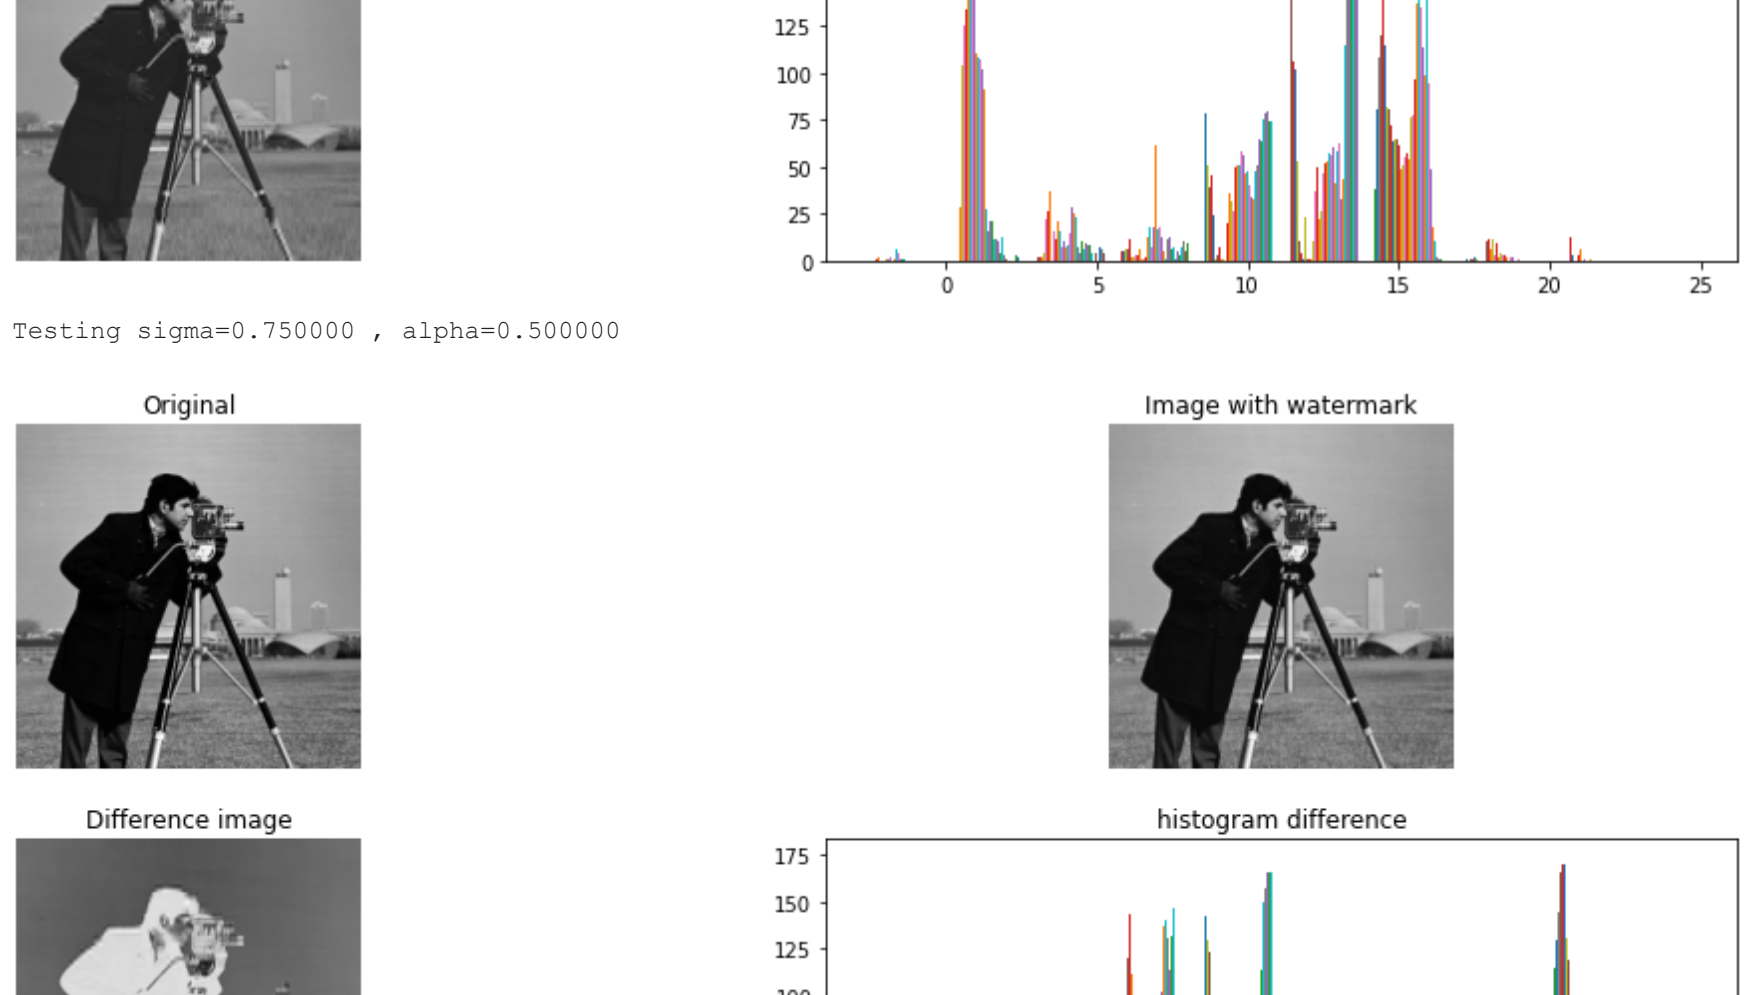 125
100
75
50
25
0
0 5 10 15 20 25
Testing sigma=0.750000 , alpha=0.500000
Original
Image with watermark
Difference image
histogram difference
175
150
125
100